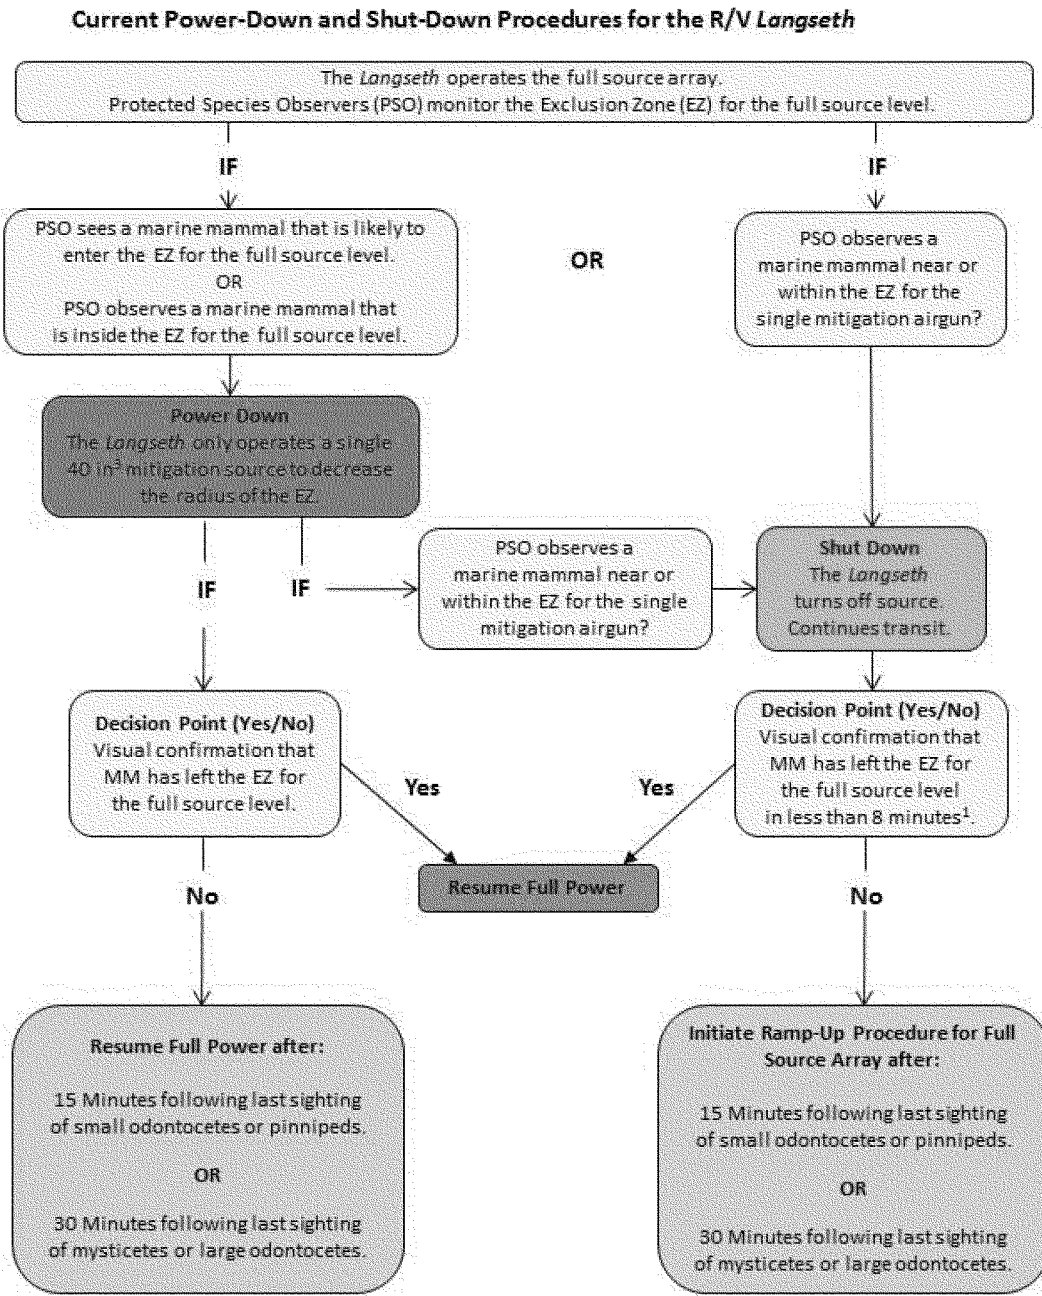 Current Power-Down and Shut-Down Procedures for the R/V Langseth
The Langseth operates the full source array.
Protected Species Observers (PSO) monitor the Exclusion Zone (EZ) for the full source level.
IF
IF
PSO sees a marine mammal that is likely to
enter the EZ for the full source level.
OR
PSO observes a marine mammal that
is inside the EZ for the full source level.
OR
PSO observes a
marine mammal near or
within the EZ for the
single mitigation airgun?
Power Down
The Langseth only operates a single
40 in³ mitigation source to decrease
the radius of the EZ.
IF
IF
PSO observes a
marine mammal near or
within the EZ for the single
mitigation airgun?
Shut Down
The Langseth
turns off source.
Continues transit.
Decision Point (Yes/No)
Visual confirmation that
MM has left the EZ for
the full source level.
Yes
Yes
Decision Point (Yes/No)
Visual confirmation that
MM has left the EZ for
the full source level
in less than 8 minutes¹.
Resume Full Power
No
No
Resume Full Power after:
15 Minutes following last sighting
of small odontocetes or pinnipeds.
OR
30 Minutes following last sighting
of mysticetes or large odontocetes.
Initiate Ramp-Up Procedure for Full
Source Array after:
15 Minutes following last sighting
of small odontocetes or pinnipeds.
OR
30 Minutes following last sighting
of mysticetes or large odontocetes.